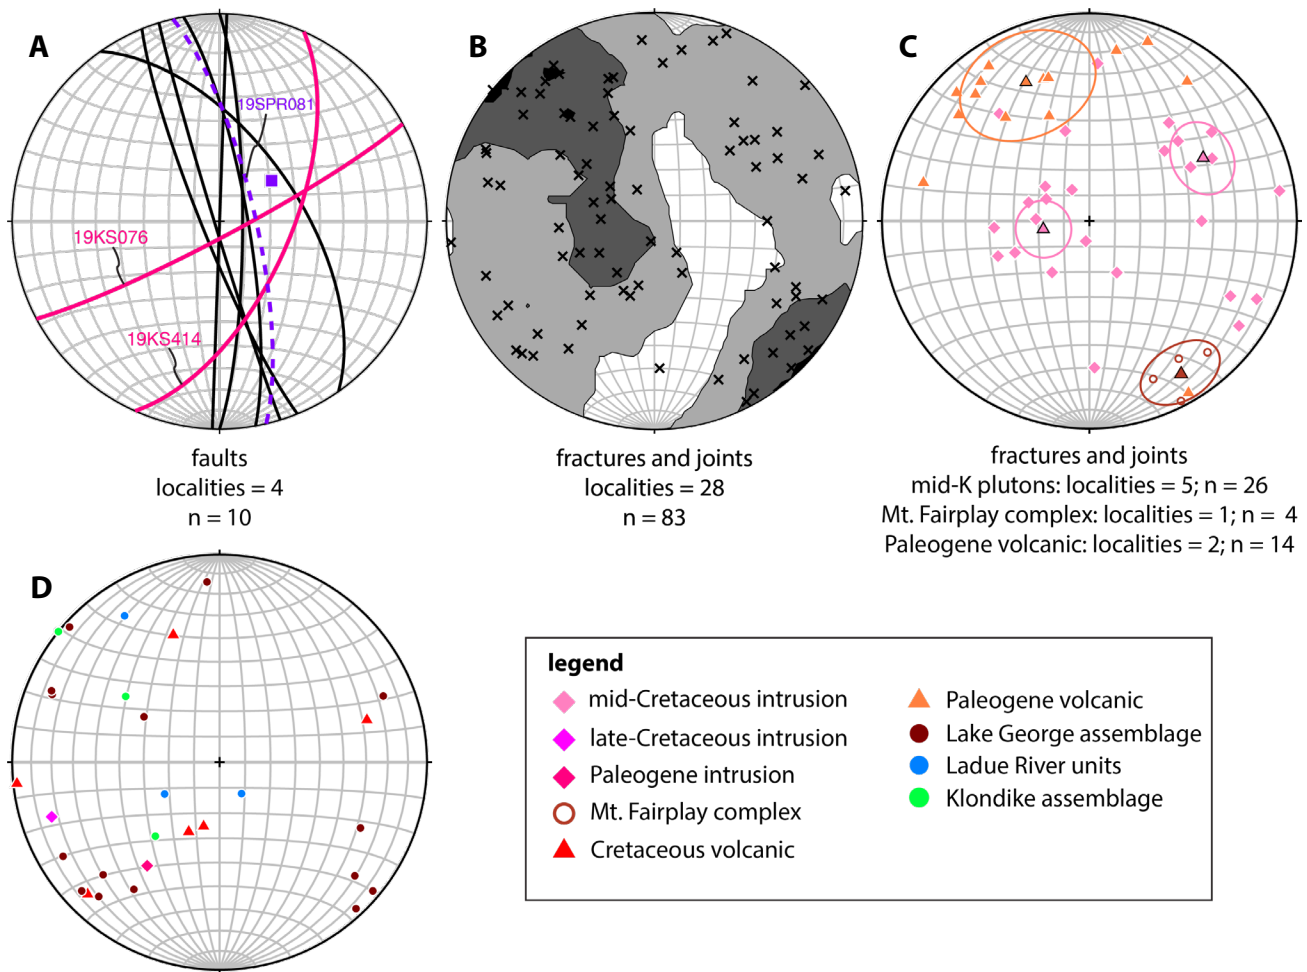 A
19SPR081
19KS076
19KS414
faults
localities = 4
n = 10
B
fractures and joints
localities = 28
n = 83
C
fractures and joints
mid-K plutons: localities = 5; n = 26
Mt. Fairplay complex: localities = 1; n = 4
Paleogene volcanic: localities = 2; n = 14
D
legend
mid-Cretaceous intrusion
late-Cretaceous intrusion
Paleogene intrusion
Mt. Fairplay complex
Cretaceous volcanic
Paleogene volcanic
Lake George assemblage
Ladue River units
Klondike assemblage